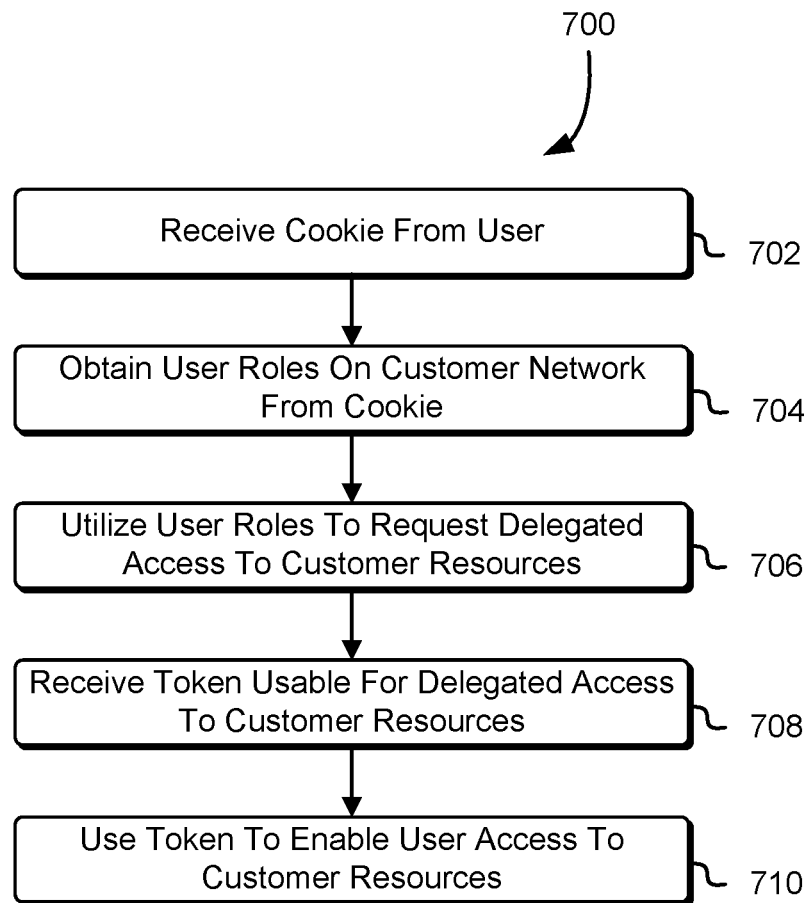 700
Receive Cookie From User
702
Obtain User Roles On Customer Network
From Cookie
704
Utilize User Roles To Request Delegated
Access To Customer Resources
706
Receive Token Usable For Delegated Access
To Customer Resources
708
Use Token To Enable User Access To
Customer Resources
710